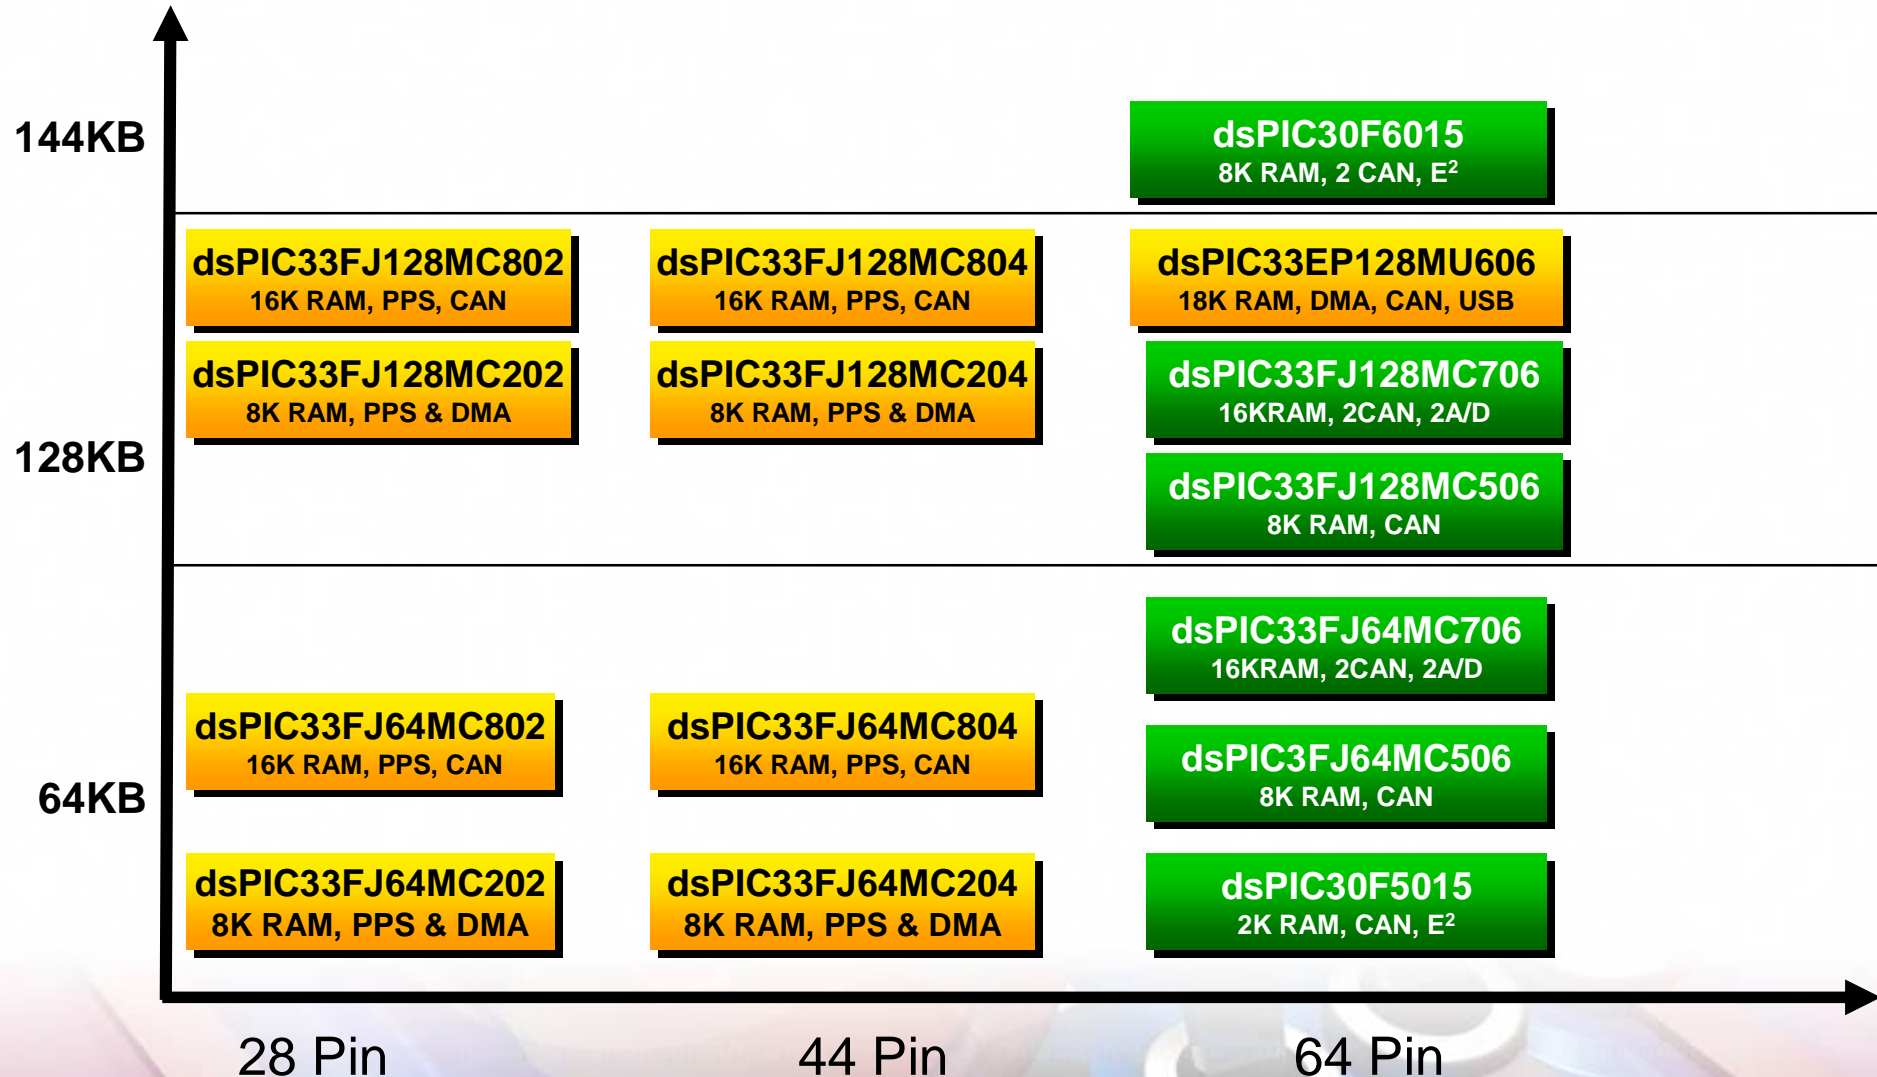 144KB
dsPIC30F6015
8K RAM, 2 CAN, E²
dsPIC33FJ128MC802
16K RAM, PPS, CAN
dsPIC33FJ128MC804
16K RAM, PPS, CAN
dsPIC33EP128MU606
18K RAM, DMA, CAN, USB
dsPIC33FJ128MC202
8K RAM, PPS & DMA
dsPIC33FJ128MC204
8K RAM, PPS & DMA
dsPIC33FJ128MC706
16KRAM, 2CAN, 2A/D
128KB
dsPIC33FJ128MC506
8K RAM, CAN
dsPIC33FJ64MC706
16KRAM, 2CAN, 2A/D
dsPIC33FJ64MC802
16K RAM, PPS, CAN
dsPIC33FJ64MC804
16K RAM, PPS, CAN
dsPIC3FJ64MC506
8K RAM, CAN
64KB
dsPIC33FJ64MC202
8K RAM, PPS & DMA
dsPIC33FJ64MC204
8K RAM, PPS & DMA
dsPIC30F5015
2K RAM, CAN, E²
28 Pin
44 Pin
64 Pin